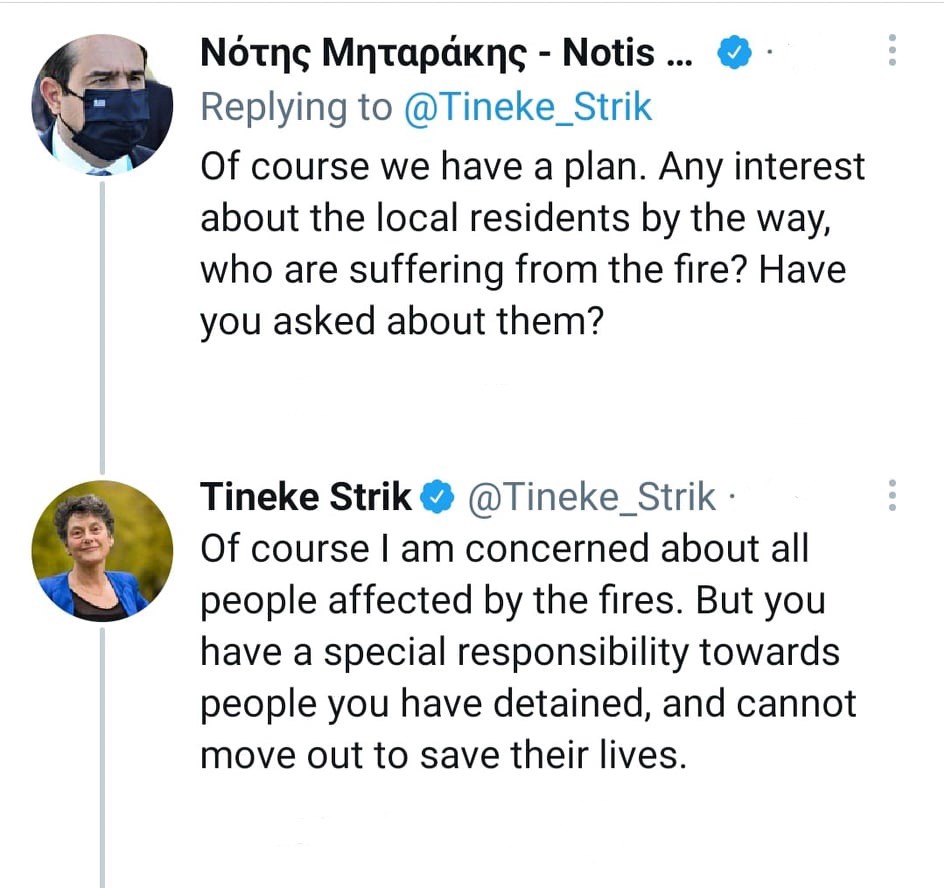 Νότης Μηταράκης - Notis ... ·
Replying to @Tineke_Strik
Of course we have a plan. Any interest
about the local residents by the way,
who are suffering from the fire? Have
you asked about them?
Tineke Strik @Tineke_Strik ·
Of course I am concerned about all
people affected by the fires. But you
have a special responsibility towards
people you have detained, and cannot
move out to save their lives.